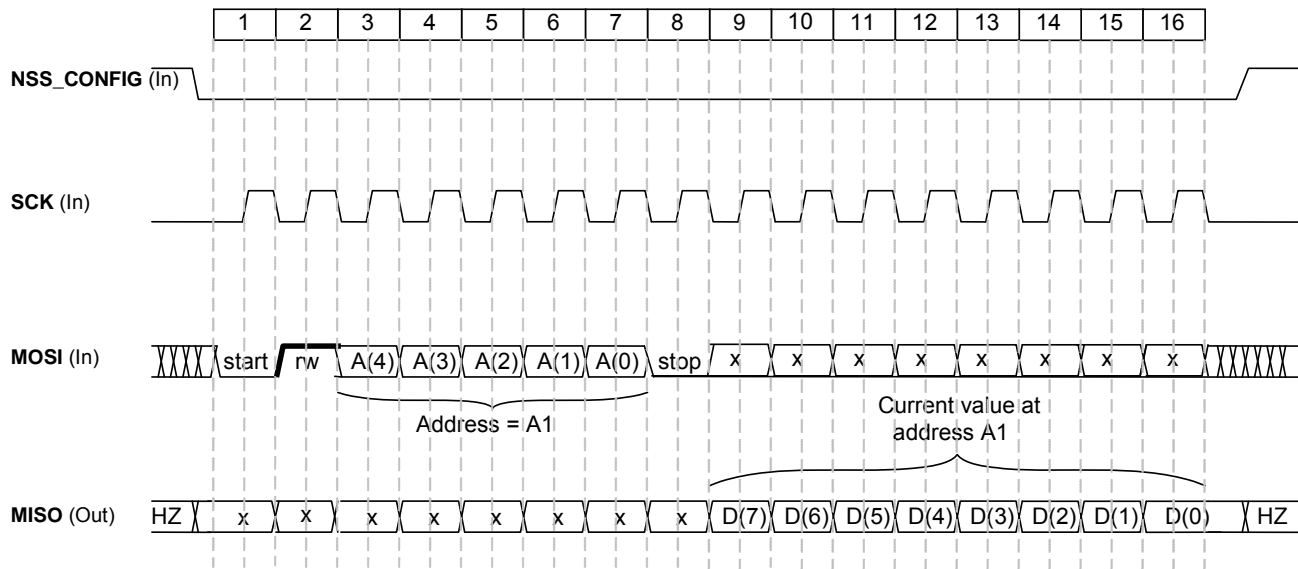 1 2 3 4 5 6 7 8 9 10 11 12 13 14 15 16
NSS_CONFIG (In)
SCK (In)
MOSI (In) start rw A(4) A(3) A(2) A(1) A(0) stop x x x x x x x x
Address = A1
Current value at
address A1
MISO (Out) HZ x x x x x x x x D(7) D(6) D(5) D(4) D(3) D(2) D(1) D(0) HZ